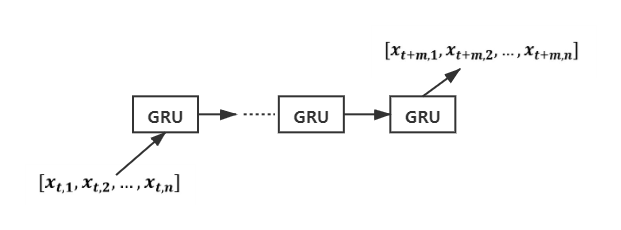 [x_{t+m,1}, x_{t+m,2}, ... , x_{t+m,n}]
GRU GRU GRU
[x_{t,1}, x_{t,2}, ... , x_{t,n}]